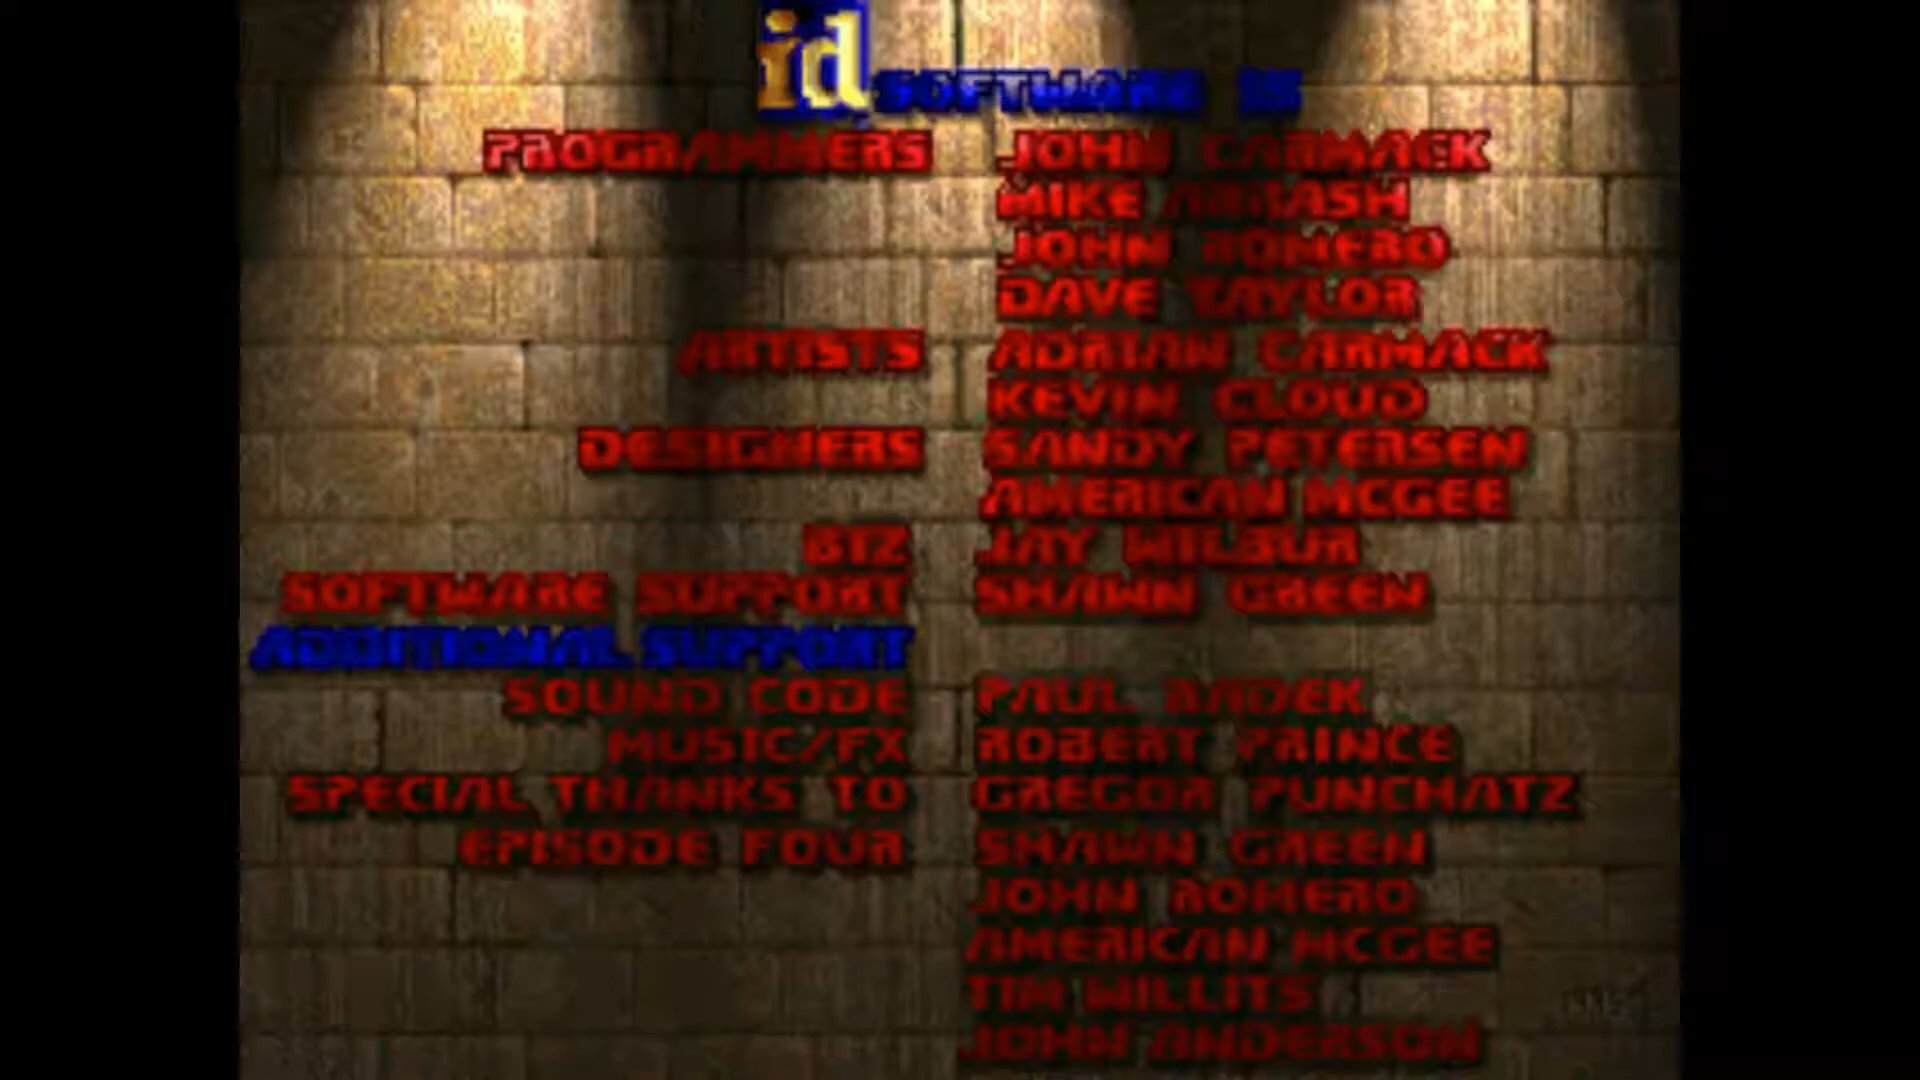 id SOFTWARE IS
PROGRAMMERS JOHN CARMACK
MIKE ABRASH
JOHN ROMERO
DAVE TAYLOR
ARTISTS ADRIAN CARMACK
KEVIN CLOUD
DESIGNERS SANDY PETERSEN
AMERICAN MCGEE
BIZ JAY WILBUR
SOFTWARE SUPPORT SHAWN GREEN
ADDITIONAL SUPPORT
SOUND CODE PAUL RADEK
MUSIC/FX ROBERT PRINCE
SPECIAL THANKS TO GREGOR PUNCHATZ
EPISODE FOUR SHAWN GREEN
JOHN ROMERO
AMERICAN MCGEE
TIM WILLITS
JOHN ANDERSON